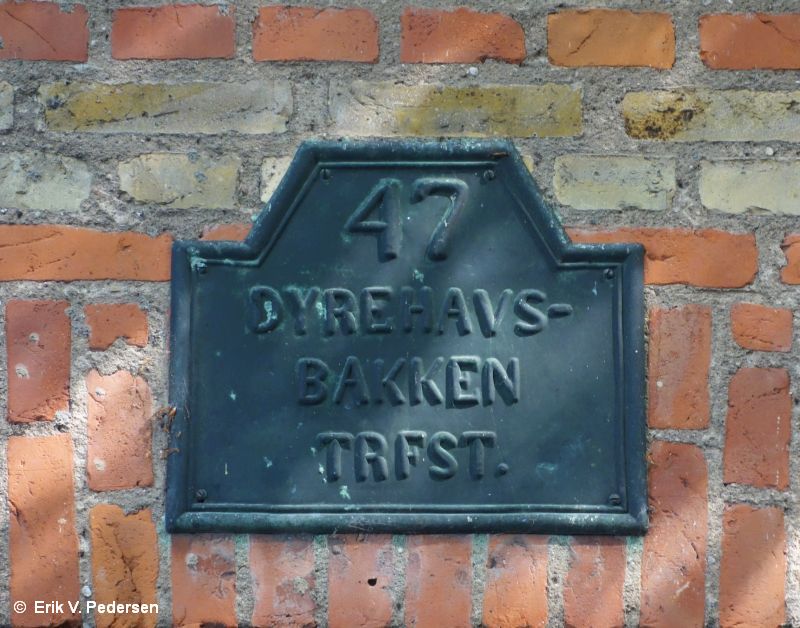 47
DYREHAVS-
BAKKEN
TRFST.
© Erik V. Pedersen